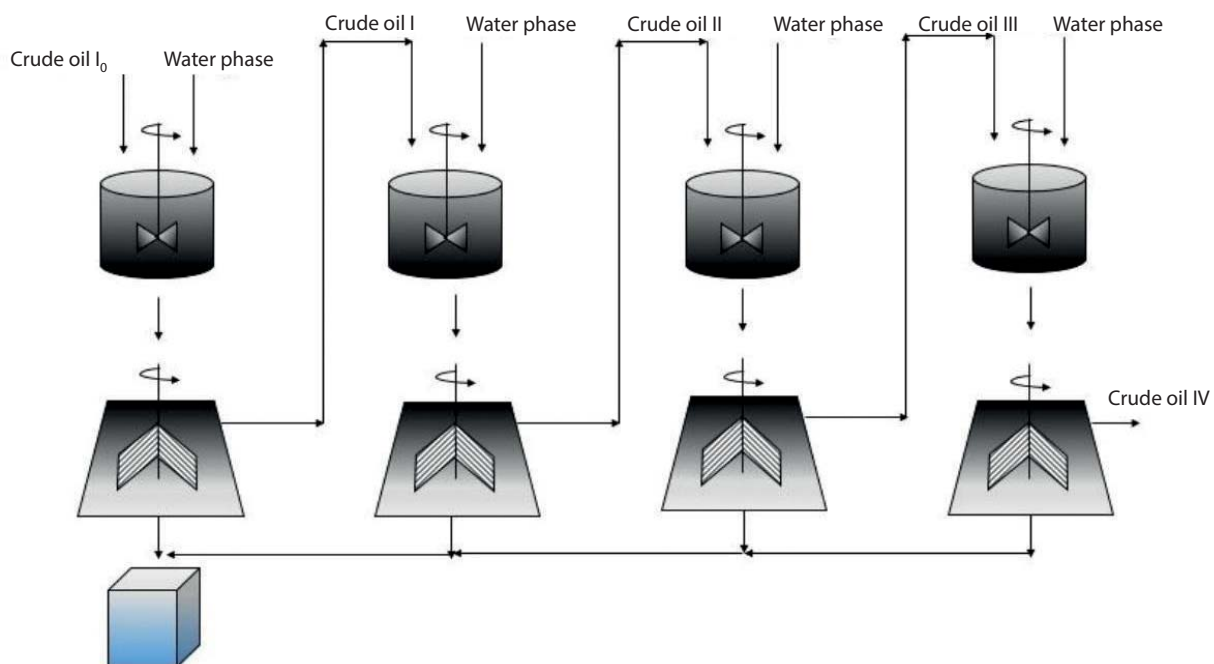 Crude oil I₀
Water phase
Crude oil I
Water phase
Crude oil II
Water phase
Crude oil III
Water phase
Crude oil IV